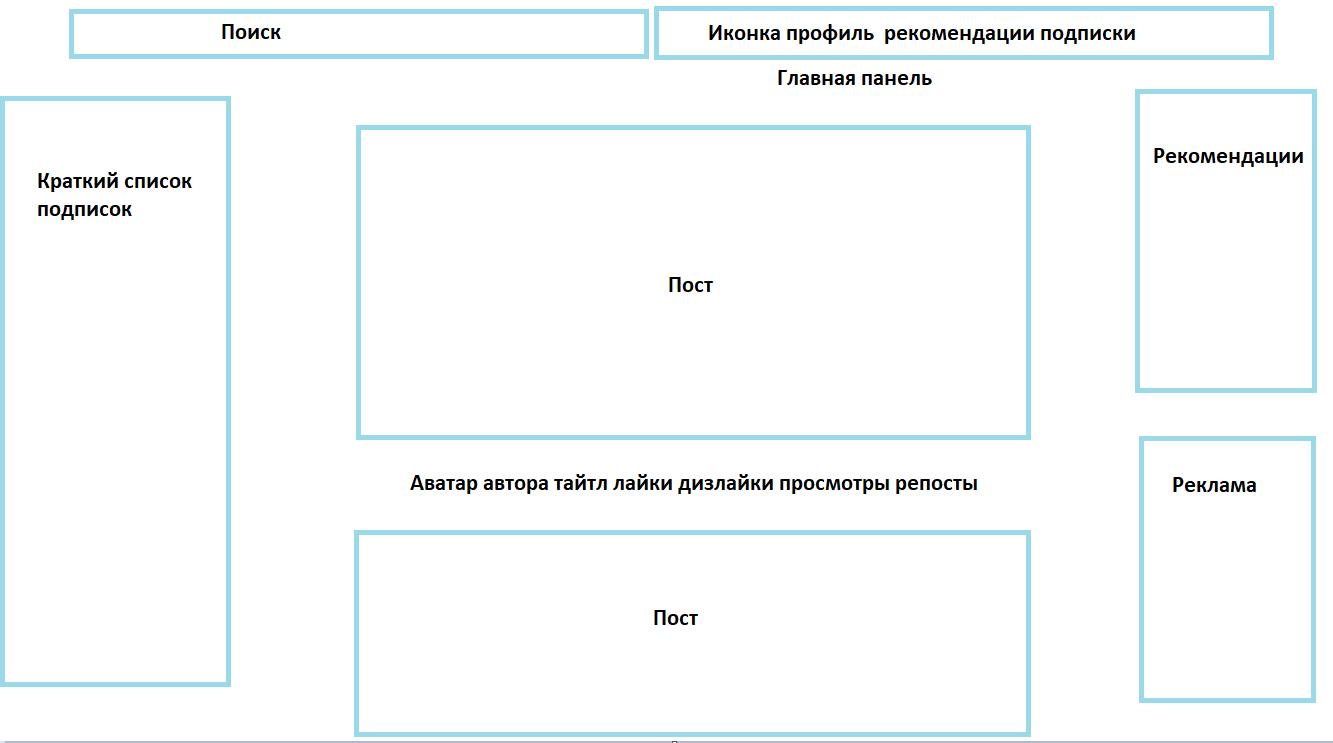 Поиск
Иконка профиль  рекомендации подписки
Главная панель
Краткий список
подписок
Пост
Рекомендации
Аватар автора тайтл лайки дизлайки просмотры репосты
Реклама
Пост